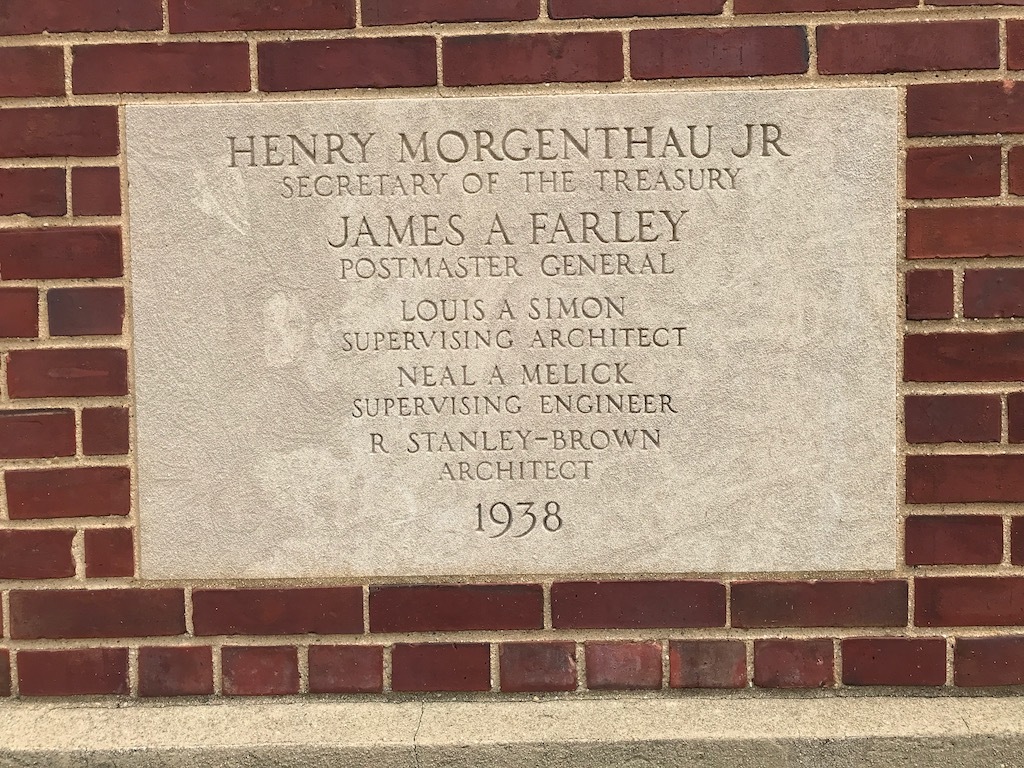 HENRY MORGENTHAU JR
SECRETARY OF THE TREASURY
JAMES A FARLEY
POSTMASTER GENERAL
LOUIS A SIMON
SUPERVISING ARCHITECT
NEAL A MELICK
SUPERVISING ENGINEER
R STANLEY-BROWN
ARCHITECT
1938